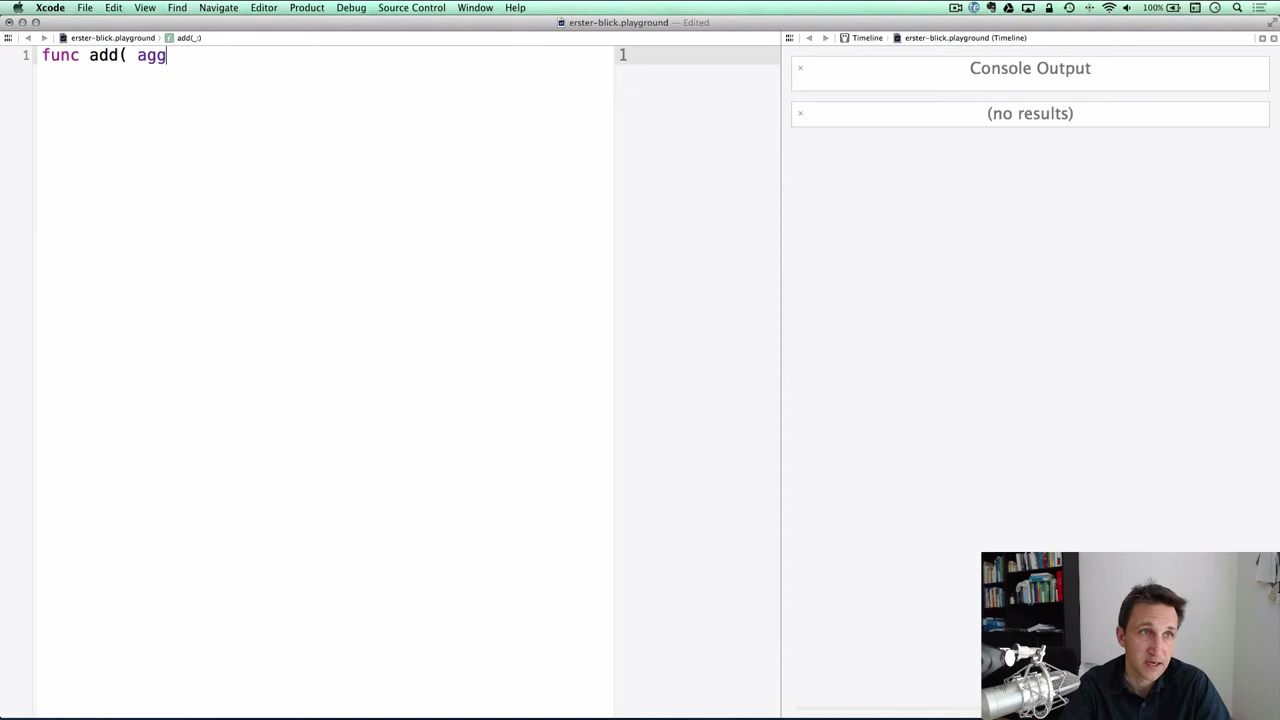 Xcode File Edit View Find Navigate Editor Product Debug Source Control Window Help 100%
erster-blick.playground — Edited
erster-blick.playground add(_:) Timeline erster-blick.playground (Timeline)
1 func add( agg 1
Console Output
(no results)